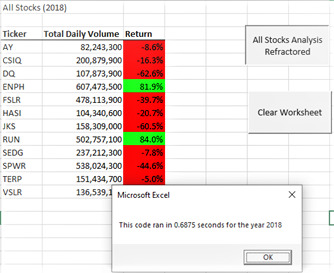 All Stocks (2018)
Ticker Total Daily Volume Return
AY 82,243,300 -8.6%
CSIQ 200,879,900 -16.3%
DQ 107,873,900 -62.6%
ENPH 607,473,500 81.9%
FSLR 478,113,900 -39.7%
HASI 104,340,600 -20.7%
JKS 158,309,000 -60.5%
RUN 502,757,100 84.0%
SEDG 237,212,300 -7.8%
SPWR 538,024,300 -44.6%
TERP 151,434,700 -5.0%
VSLR 136,539,1
All Stocks Analysis
Refractored
Clear Worksheet
Microsoft Excel
This code ran in 0.6875 seconds for the year 2018
OK